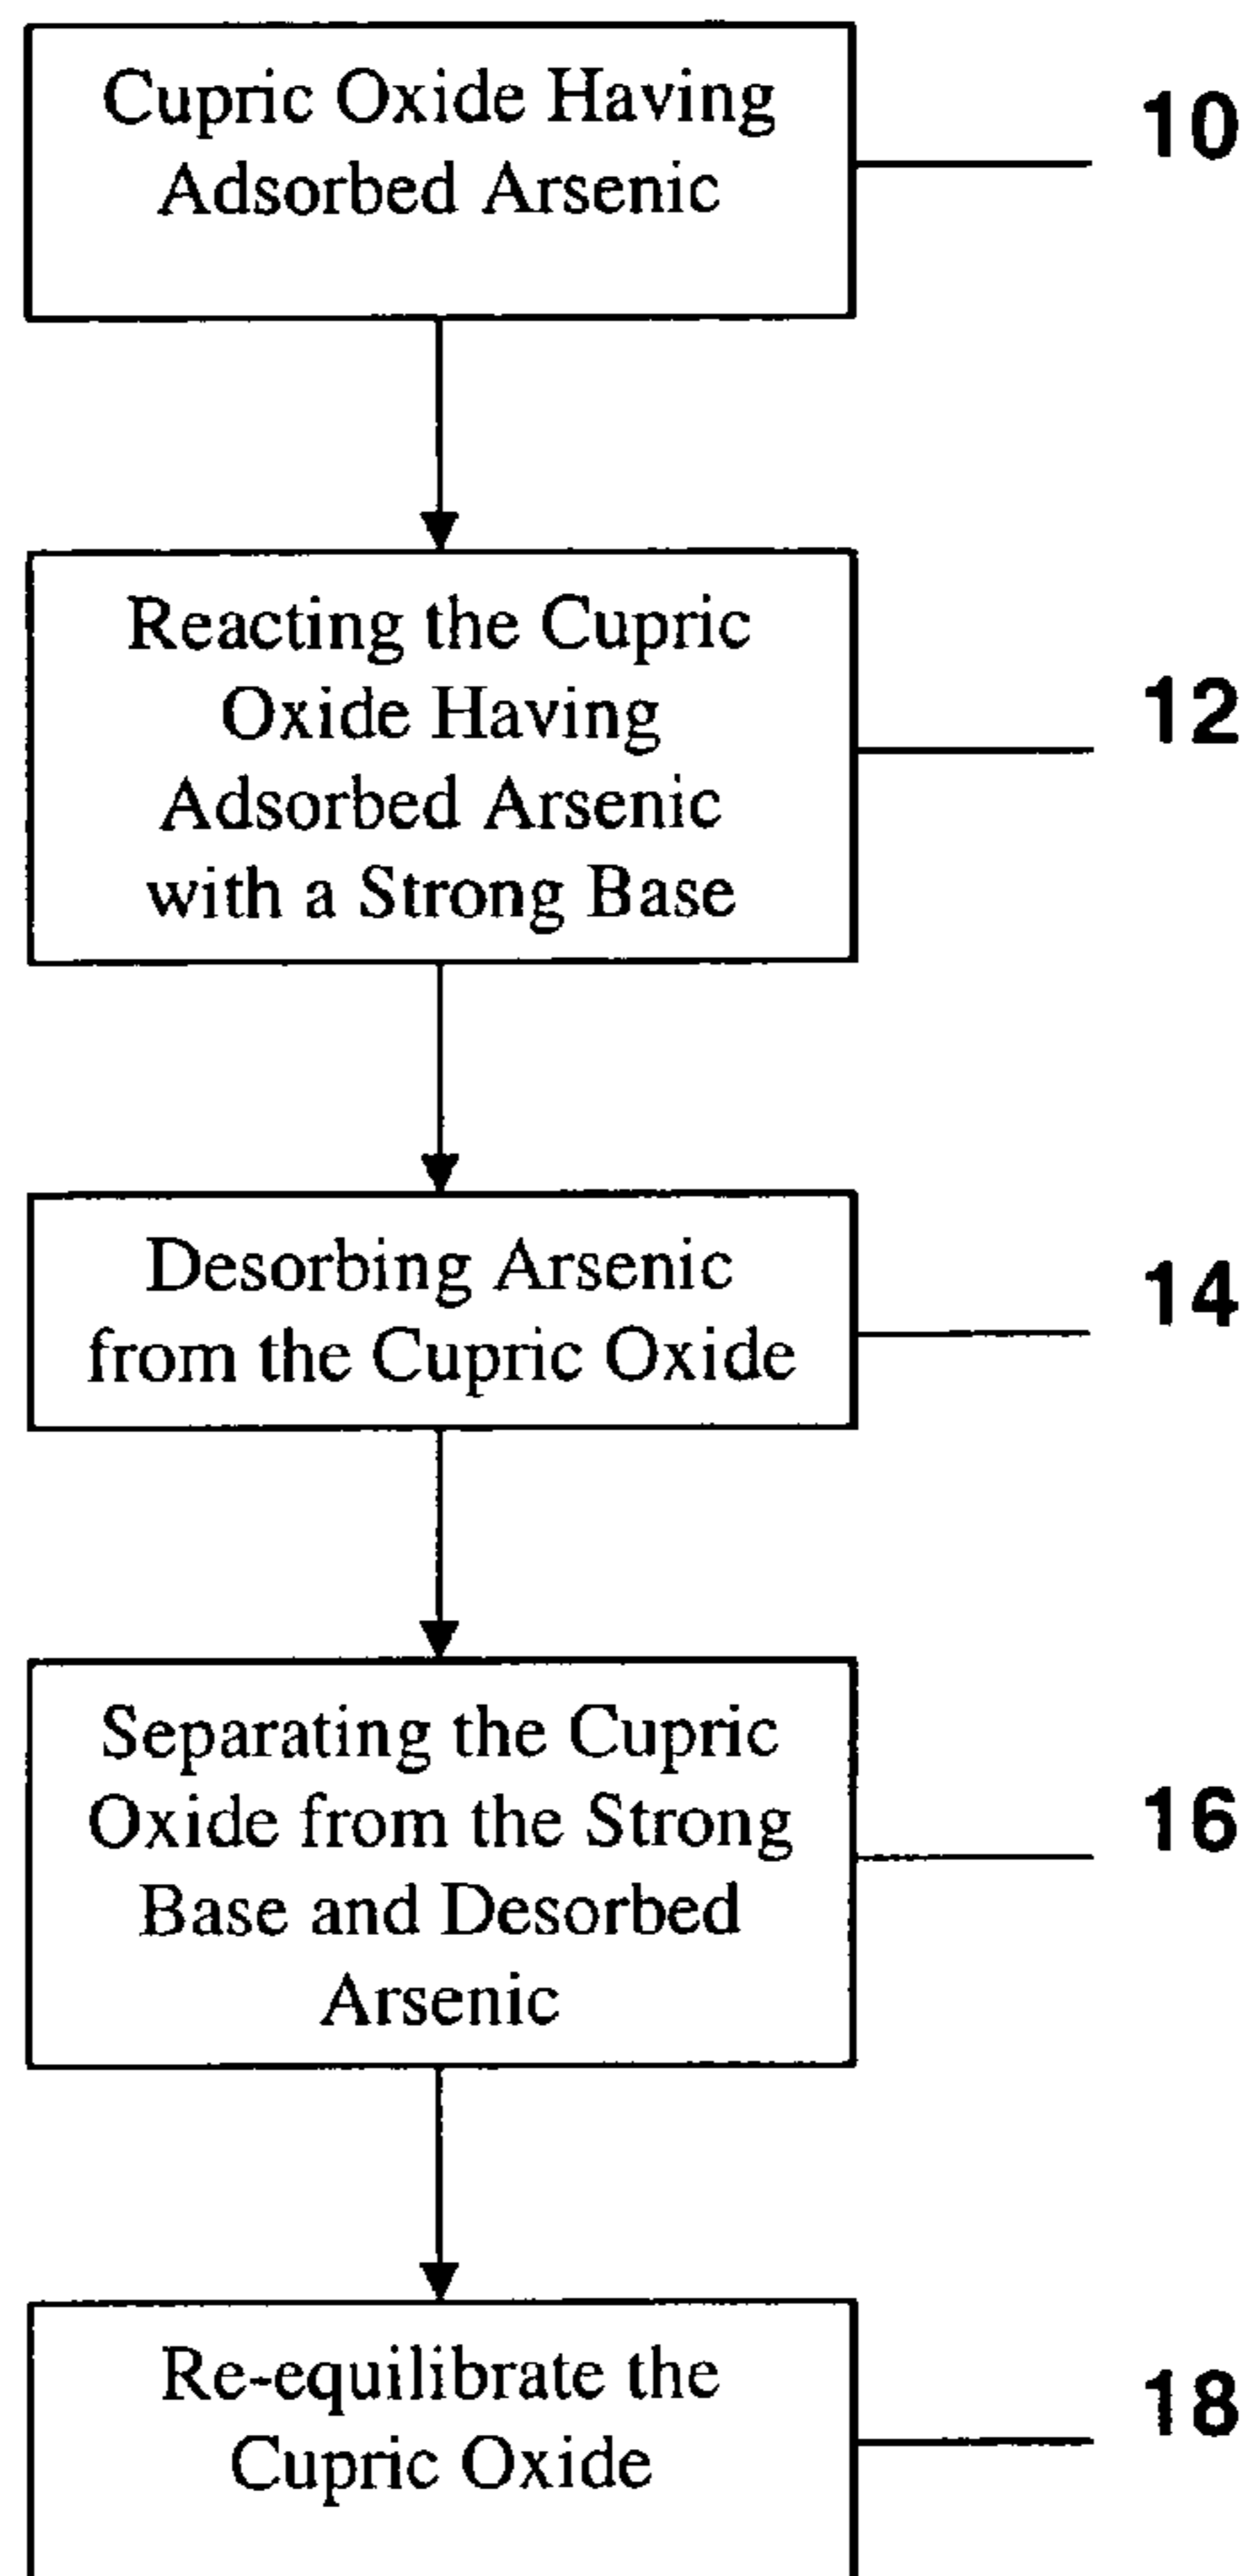 Cupric Oxide Having
Adsorbed Arsenic
10
Reacting the Cupric
Oxide Having
Adsorbed Arsenic
with a Strong Base
12
Desorbing Arsenic
from the Cupric Oxide
14
Separating the Cupric
Oxide from the Strong
Base and Desorbed
Arsenic
16
Re-equilibrate the
Cupric Oxide
18